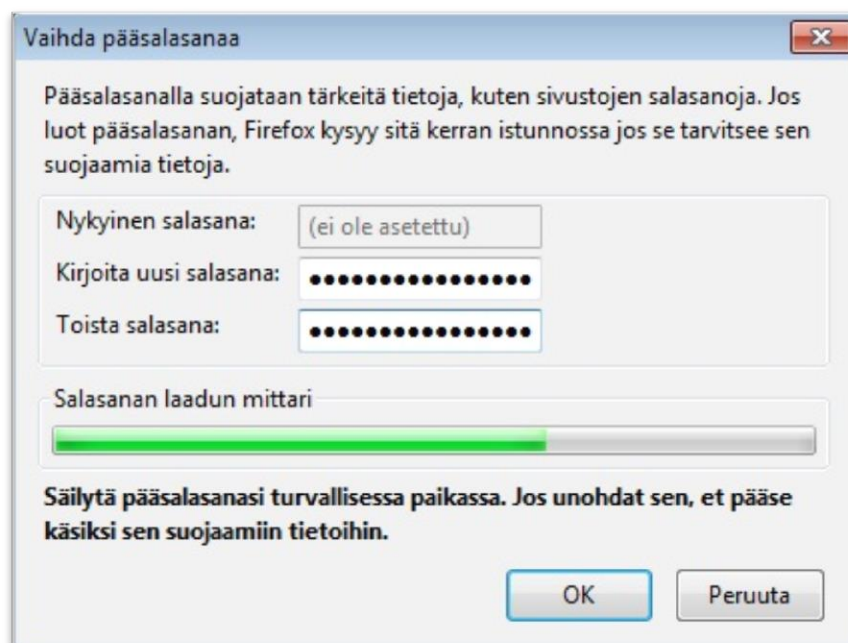 Vaihda pääsalasanaa
Pääsalasanalla suojataan tärkeitä tietoja, kuten sivustojen salasanoja. Jos
luot pääsalasanan, Firefox kysyy sitä kerran istunnossa jos se tarvitsee sen
suojaamia tietoja.
Nykyinen salasana: (ei ole asetettu)
Kirjoita uusi salasana: ●●●●●●●●●●●●●●●●
Toista salasana: ●●●●●●●●●●●●●●●●
Salasanan laadun mittari
Säilytä pääsalasanasi turvallisessa paikassa. Jos unohdat sen, et pääse
käsiksi sen suojaamiin tietoihin.
OK Peruuta